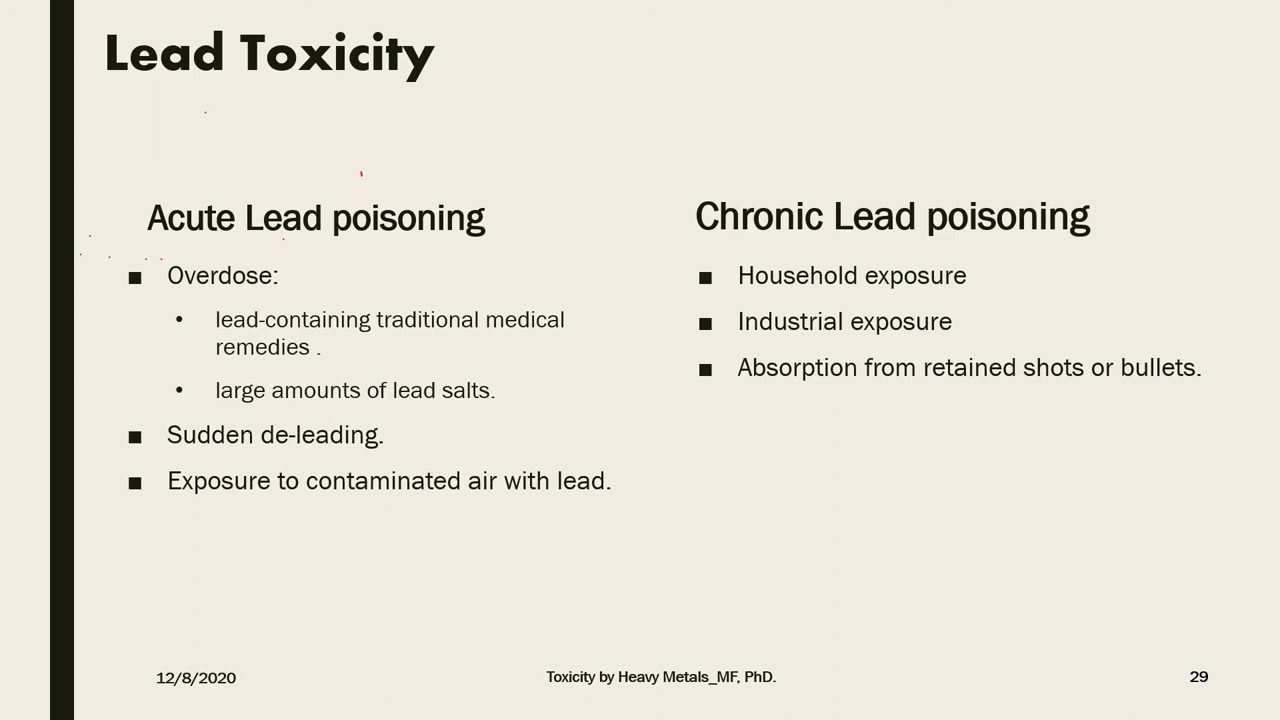 Lead Toxicity
Acute Lead poisoning
■ Overdose:
• lead-containing traditional medical
remedies .
• large amounts of lead salts.
■ Sudden de-leading.
■ Exposure to contaminated air with lead.
Chronic Lead poisoning
■ Household exposure
■ Industrial exposure
■ Absorption from retained shots or bullets.
12/8/2020
Toxicity by Heavy Metals_MF, PhD.
29